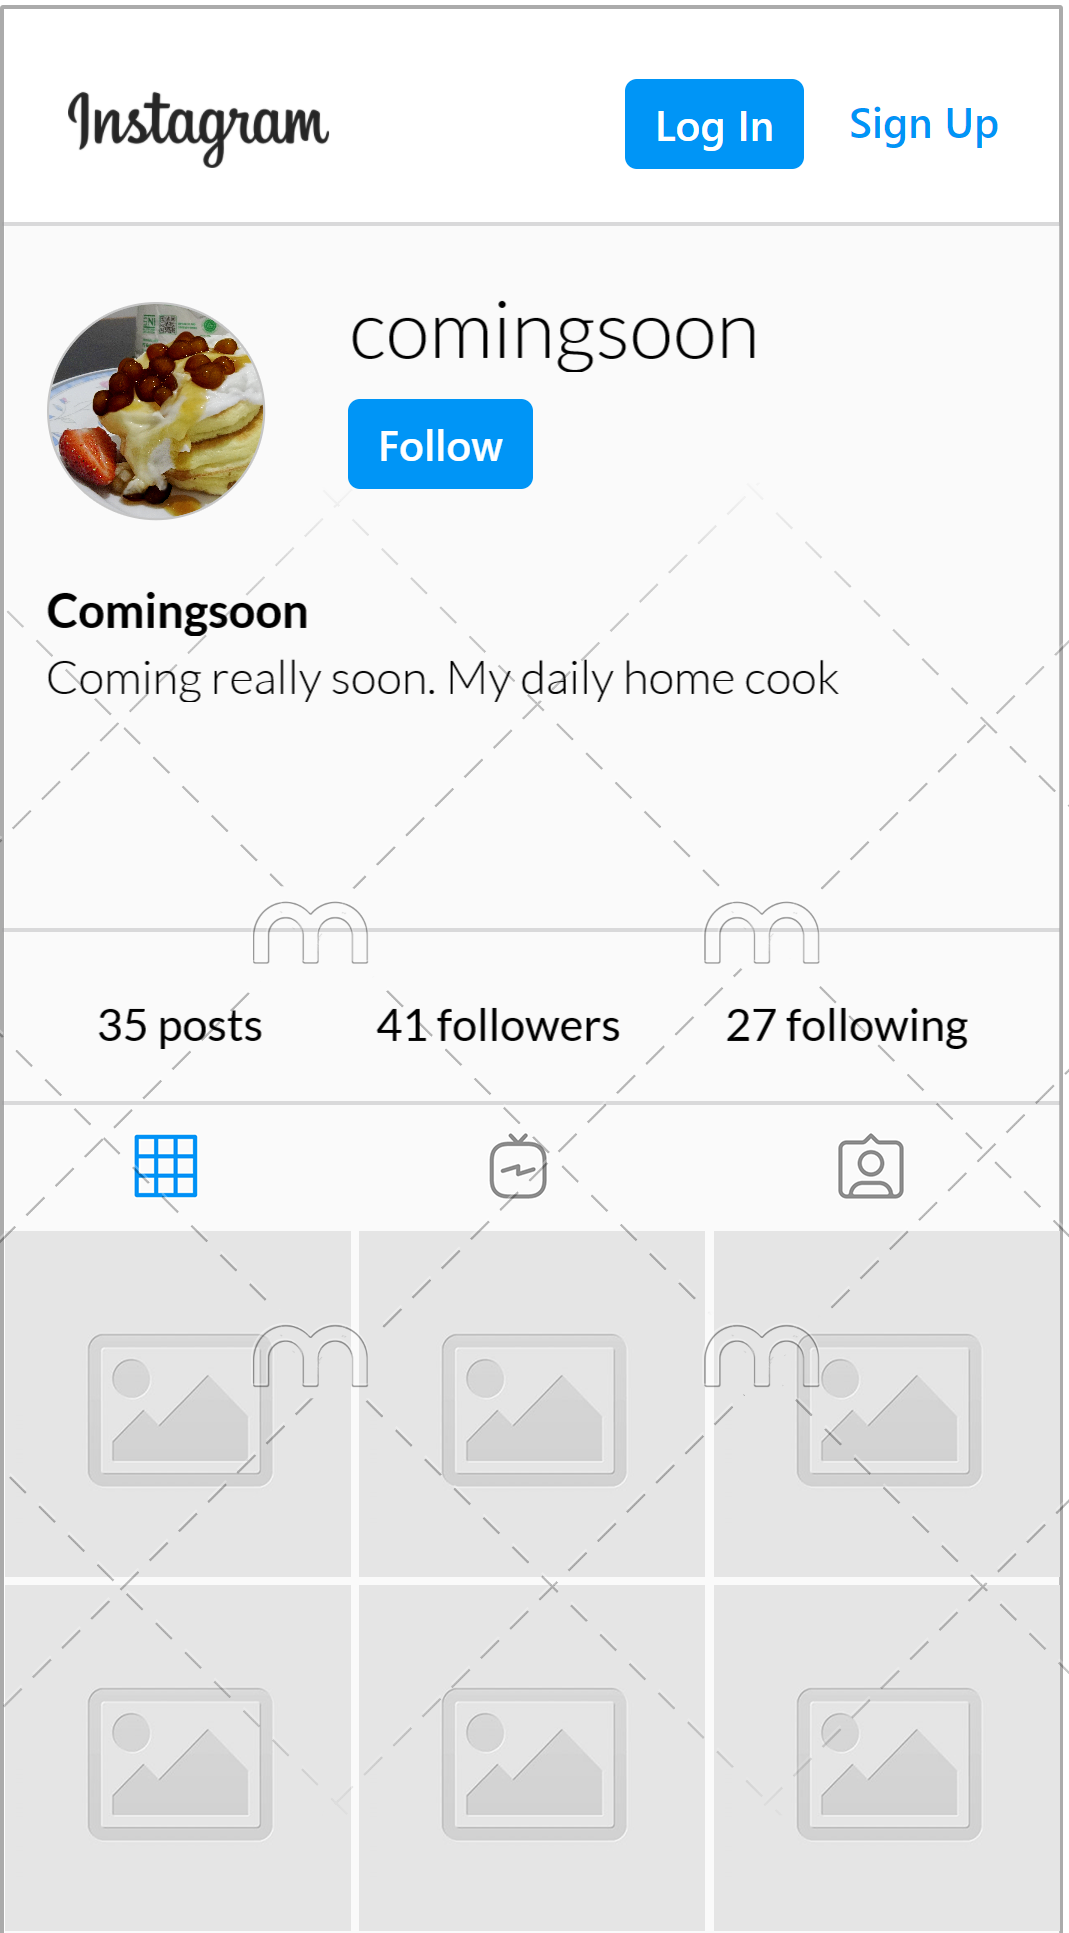 Instagram
Log In
Sign Up
comingsoon
Follow
Comingsoon
Coming really soon. My daily home cook
35 posts
41 followers
27 following